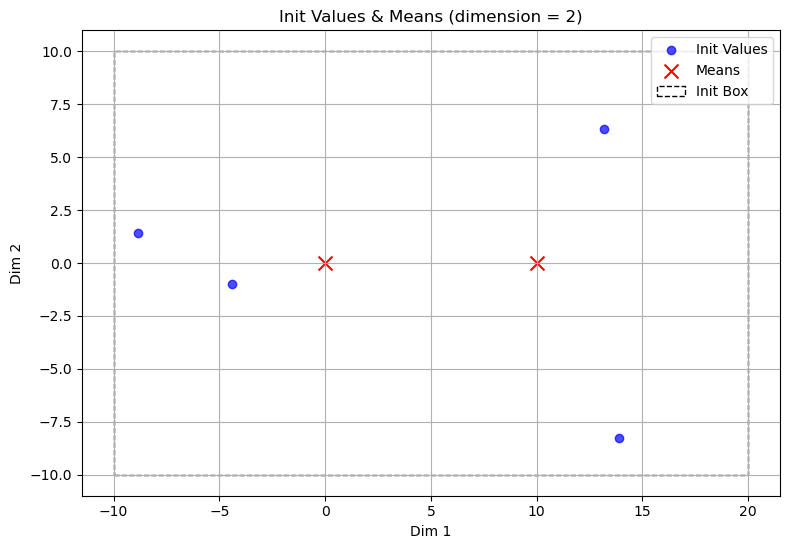 Init Values & Means (dimension = 2)
Init Values
Means
Init Box
Dim 2
10.0
7.5
5.0
2.5
0.0
−2.5
−5.0
−7.5
−10.0
−10
−5
0
5
10
15
20
Dim 1